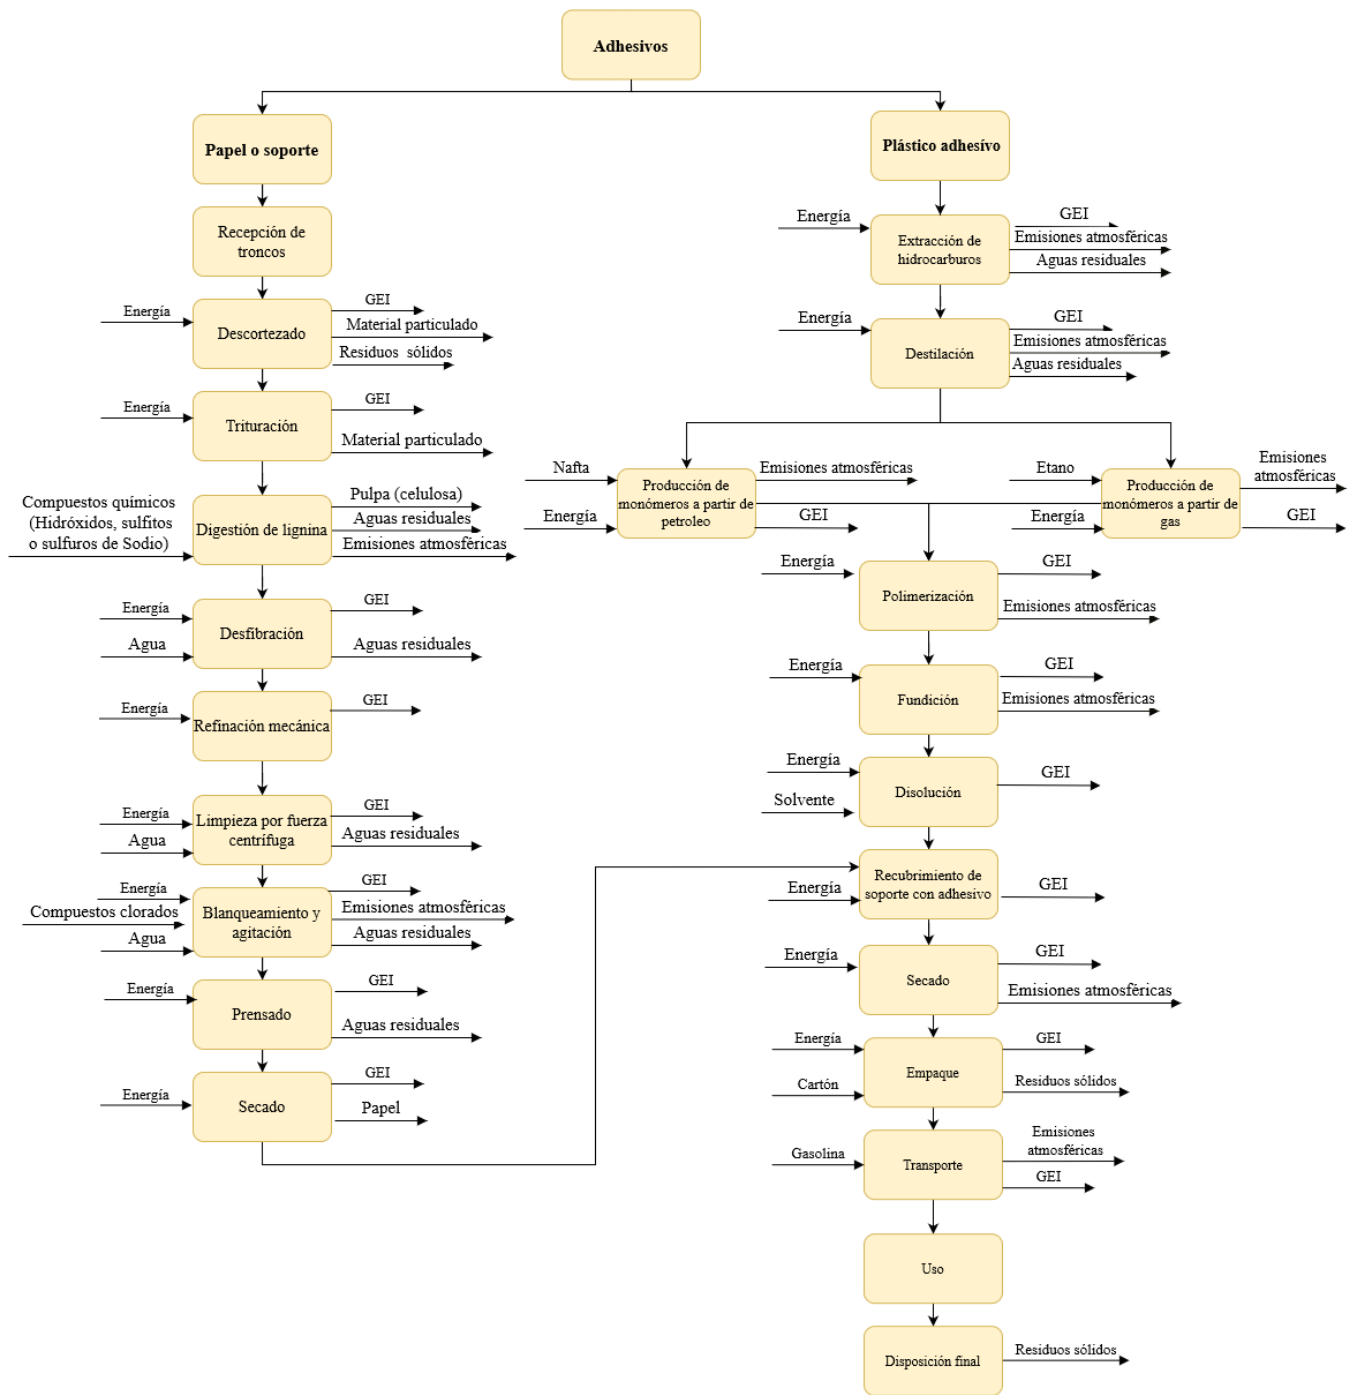 Adhesivos
Papel o soporte
Recepción de
troncos
Energía
Descortezado
GEI
Material particulado
Residuos sólidos
Energía
Trituración
GEI
Material particulado
Compuestos químicos
(Hidróxidos, sulfitos
o sulfuros de Sodio)
Digestión de lignina
Pulpa (celulosa)
Aguas residuales
Emisiones atmosféricas
Energía
Agua
Desfibración
GEI
Aguas residuales
Energía
Refinación mecánica
GEI
Energía
Agua
Limpieza por fuerza
centrífuga
GEI
Aguas residuales
Energía
Compuestos clorados
Agua
Blanqueamiento y
agitación
GEI
Emisiones atmosféricas
Aguas residuales
Energía
Prensado
GEI
Aguas residuales
Energía
Secado
GEI
Papel
Plástico adhesivo
Energía
Extracción de
hidrocarburos
GEI
Emisiones atmosféricas
Aguas residuales
Energía
Destilación
GEI
Emisiones atmosféricas
Aguas residuales
Nafta
Energía
Producción de
monómeros a partir de
petroleo
Emisiones atmosféricas
GEI
Etano
Energía
Producción de
monómeros a partir de
gas
Emisiones
atmosféricas
GEI
Energía
Polimerización
GEI
Emisiones atmosféricas
Energía
Fundición
GEI
Emisiones atmosféricas
Energía
Solvente
Disolución
GEI
Energía
Recubrimiento de
soporte con adhesivo
GEI
Energía
Secado
GEI
Emisiones atmosféricas
Energía
Cartón
Empaque
GEI
Residuos sólidos
Gasolina
Transporte
Emisiones
atmosféricas
GEI
Uso
Disposición final
Residuos sólidos